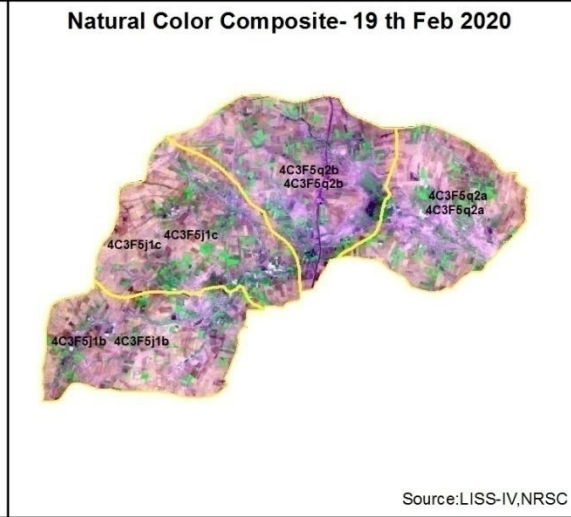 Natural Color Composite- 19 th Feb 2020
4C3F5q2b
4C3F5q2b
4C3F5q2a
4C3F5q2a
4C3F5j1c
4C3F5j1c
4C3F5j1b 4C3F5j1b
Source:LISS-IV,NRSC